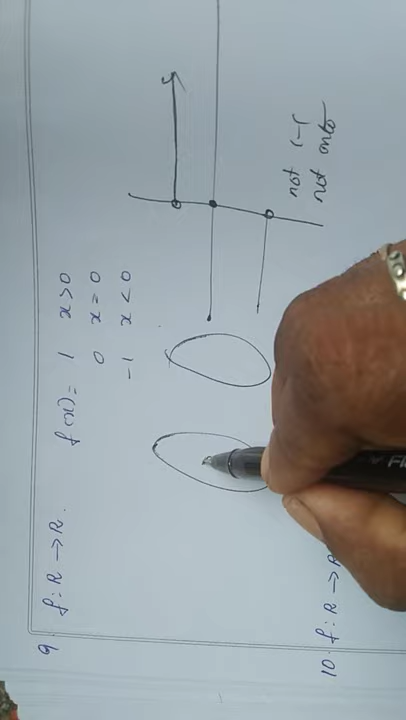 9. f: R → R. f(x) = 1 x > 0
0 x = 0
-1 x < 0
not 1-1
not onto
10. f: R → R